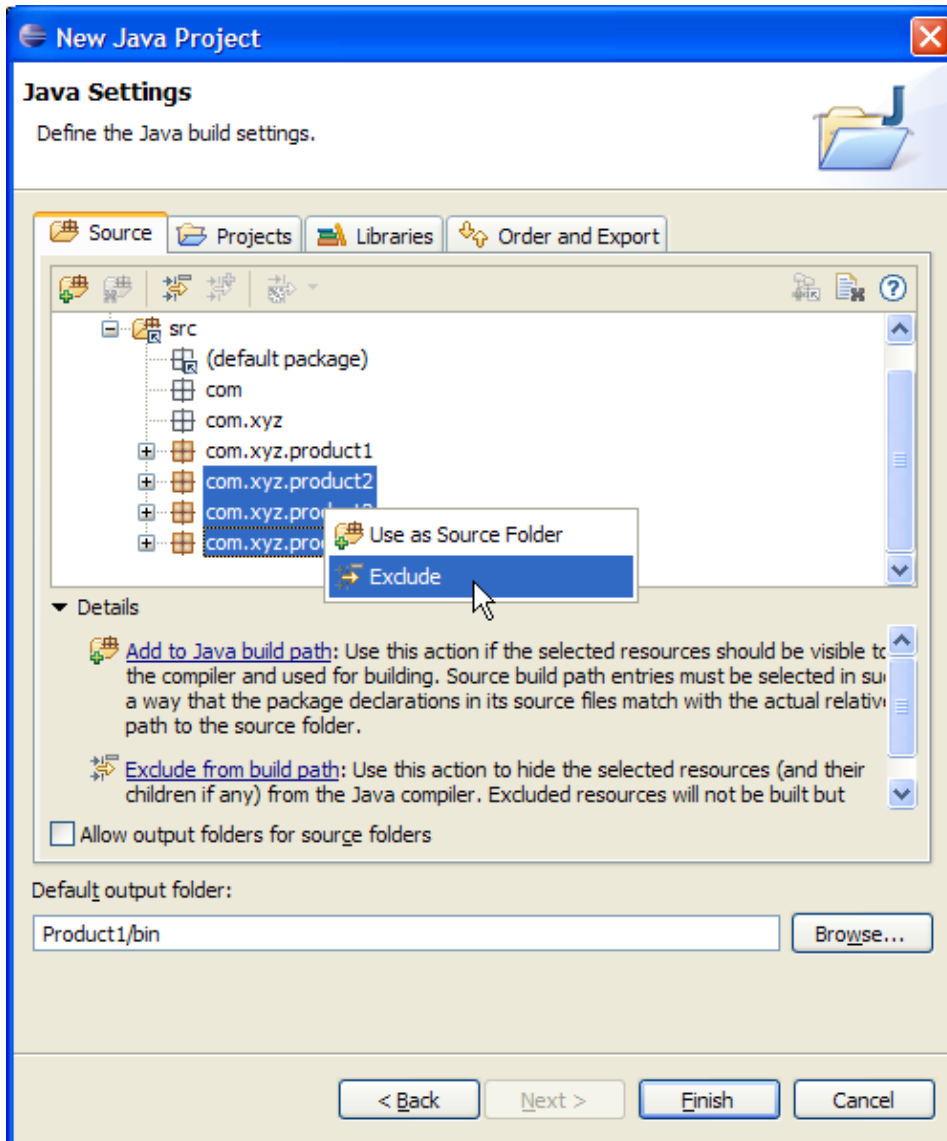 New Java Project
Java Settings
Define the Java build settings.
Source Projects Libraries Order and Export
src
(default package)
com
com.xyz
com.xyz.product1
com.xyz.product2
Use as Source Folder
Exclude
Details
Add to Java build path: Use this action if the selected resources should be visible to
the compiler and used for building. Source build path entries must be selected in
a way that the package declarations in its source files match with the actual
path to the source folder.
Exclude from build path: Use this action to hide the selected resources (and their
children if any) from the Java compiler. Excluded resources will not be built but
Allow output folders for source folders
Default output folder:
Product1/bin Browse...
< Back Next > Finish Cancel